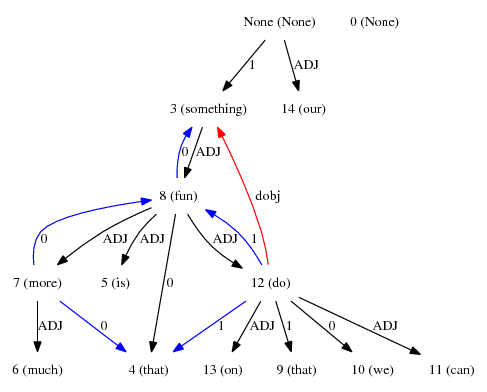 None (None) 0 (None)
1 ADJ
3 (something) 14 (our)
0 ADJ
8 (fun) dobj
0 ADJ ADJ ADJ 1
7 (more) 5 (is) 0 12 (do)
ADJ 0 1 ADJ 1 0 ADJ
6 (much) 4 (that) 13 (on) 9 (that) 10 (we) 11 (can)